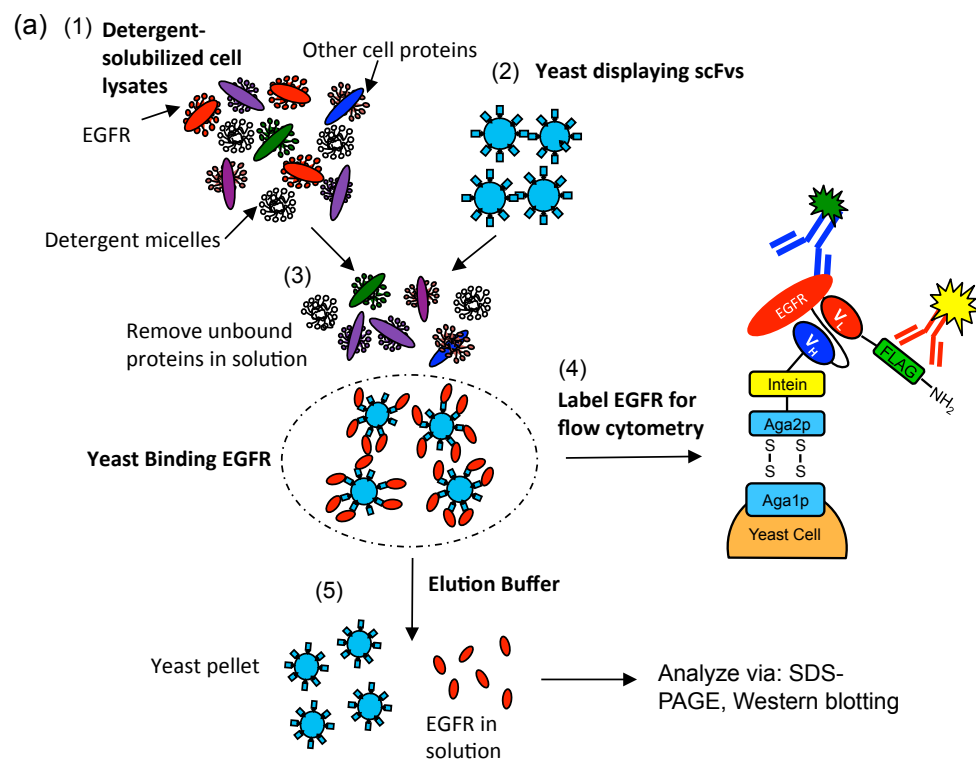 (a) (1) Detergent-
solubilized cell
lysates
Other cell proteins
(2) Yeast displaying scFvs
EGFR
Detergent micelles
(3)
Remove unbound
proteins in solution
Yeast Binding EGFR
(4)
Label EGFR for
flow cytometry
EGFR
VL
VH
FLAG
NH2
Intein
Aga2p
S S
S S
Aga1p
Yeast Cell
Elution Buffer
(5)
Yeast pellet
EGFR in
solution
Analyze via: SDS-
PAGE, Western blotting